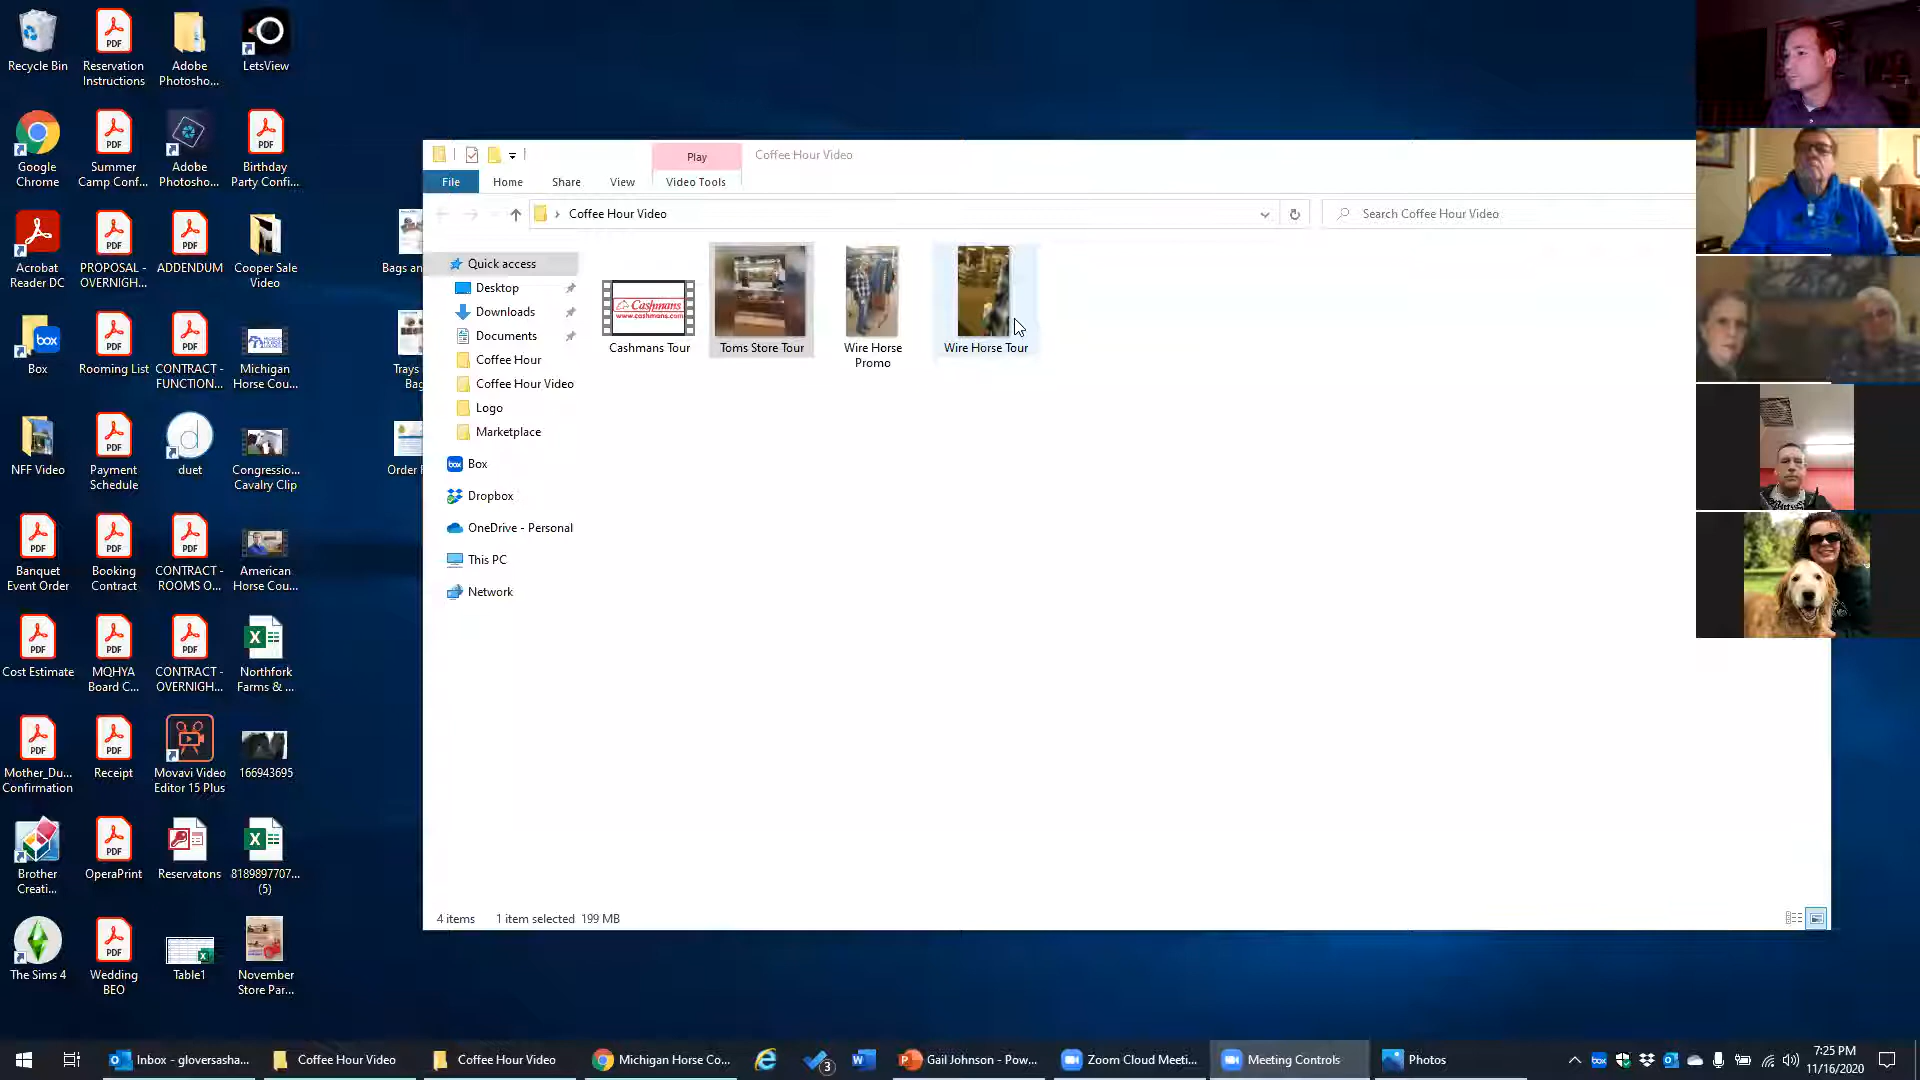 Recycle Bin
Reservation
Instructions
Adobe
Photosho...
LetsView
Google
Chrome
Summer
Camp Conf...
Adobe
Photosho...
Birthday
Party Confi...
Acrobat
Reader DC
PROPOSAL -
OVERNIGH...
ADDENDUM
Cooper Sale
Video
Bags an
Box
Rooming List
CONTRACT -
FUNCTION...
Michigan
Horse Cou...
Trays
Bag
NFF Video
Payment
Schedule
duet
Congressio...
Cavalry Clip
Order F
Banquet
Event Order
Booking
Contract
CONTRACT -
ROOMS O...
American
Horse Cou...
Cost Estimate
MQHYA
Board C...
CONTRACT -
OVERNIGH...
Northfork
Farms & ...
Mother_Du...
Confirmation
Receipt
Movavi Video
Editor 15 Plus
166943695
Brother
Creati...
OperaPrint
Reservatons
8189897707...
(5)
The Sims 4
Wedding
BEO
Table1
November
Store Par...
Play
Coffee Hour Video
File
Home
Share
View
Video Tools
Coffee Hour Video
Search Coffee Hour Video
Quick access
Desktop
Downloads
Documents
Coffee Hour
Coffee Hour Video
Logo
Marketplace
Box
Dropbox
OneDrive - Personal
This PC
Network
Cashmans
www.cashmans.com
Cashmans Tour
Toms Store Tour
Wire Horse
Promo
Wire Horse Tour
4 items
1 item selected 199 MB
Inbox - gloversasha...
Coffee Hour Video
Coffee Hour Video
Michigan Horse Co...
3
Gail Johnson - Pow...
Zoom Cloud Meeti...
Meeting Controls
Photos
7:25 PM
11/16/2020